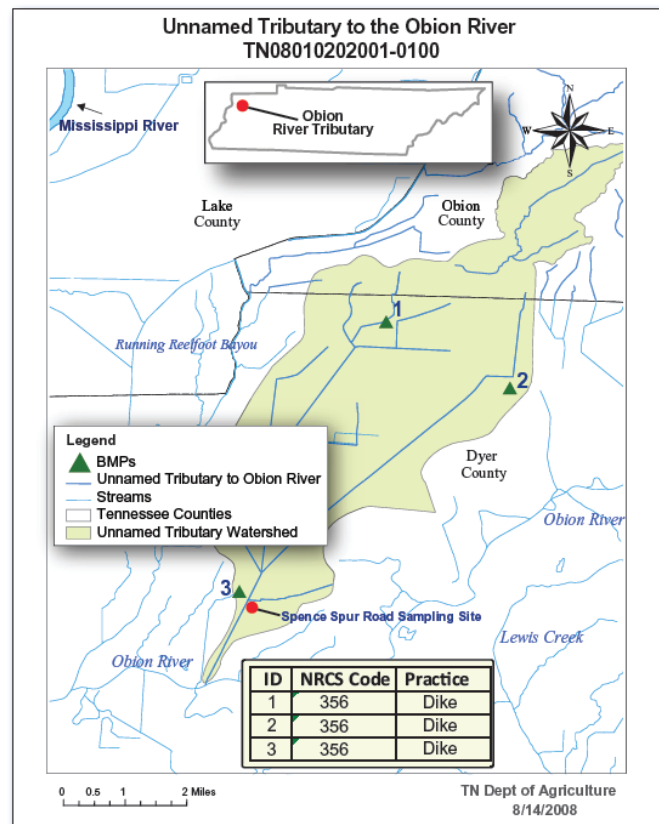 Unnamed Tributary to the Obion River
TN08010202001-0100
Mississippi River
Obion
River Tributary
N
W
E
S
Lake
County
Obion
County
1
Running Reelfoot Bayou
2
Legend
BMPs
Unnamed Tributary to Obion River
Streams
Tennessee Counties
Unnamed Tributary Watershed
Dyer
County
Obion River
3
Spence Spur Road Sampling Site
Lewis Creek
Obion River
ID NRCS Code Practice
1 356 Dike
2 356 Dike
3 356 Dike
0 0.5 1 2 Miles
TN Dept of Agriculture
8/14/2008